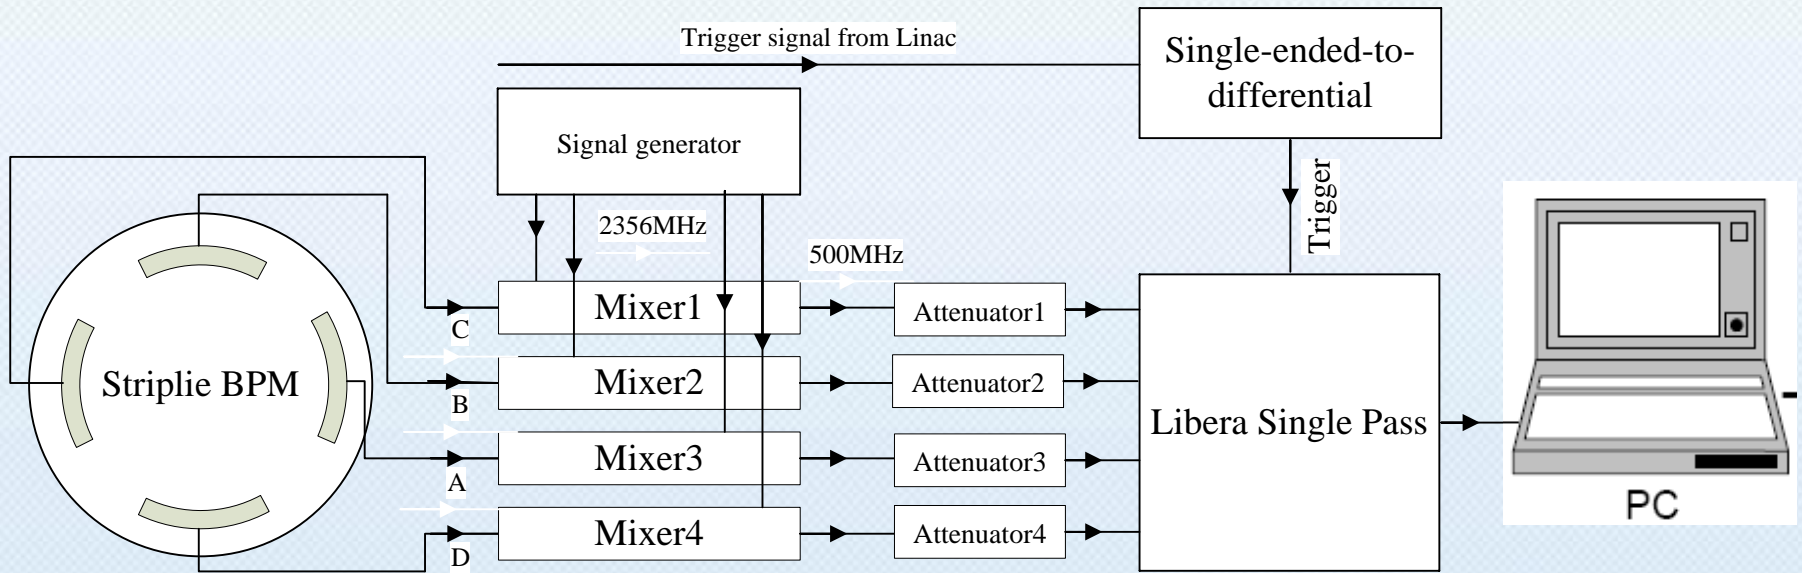 Trigger signal from Linac
Single-ended-to-
differential
Signal generator
Trigger
2356MHz
500MHz
C
Mixer1
Attenuator1
Striplie BPM
B
Mixer2
Attenuator2
Libera Single Pass
A
Mixer3
Attenuator3
D
Mixer4
Attenuator4
PC